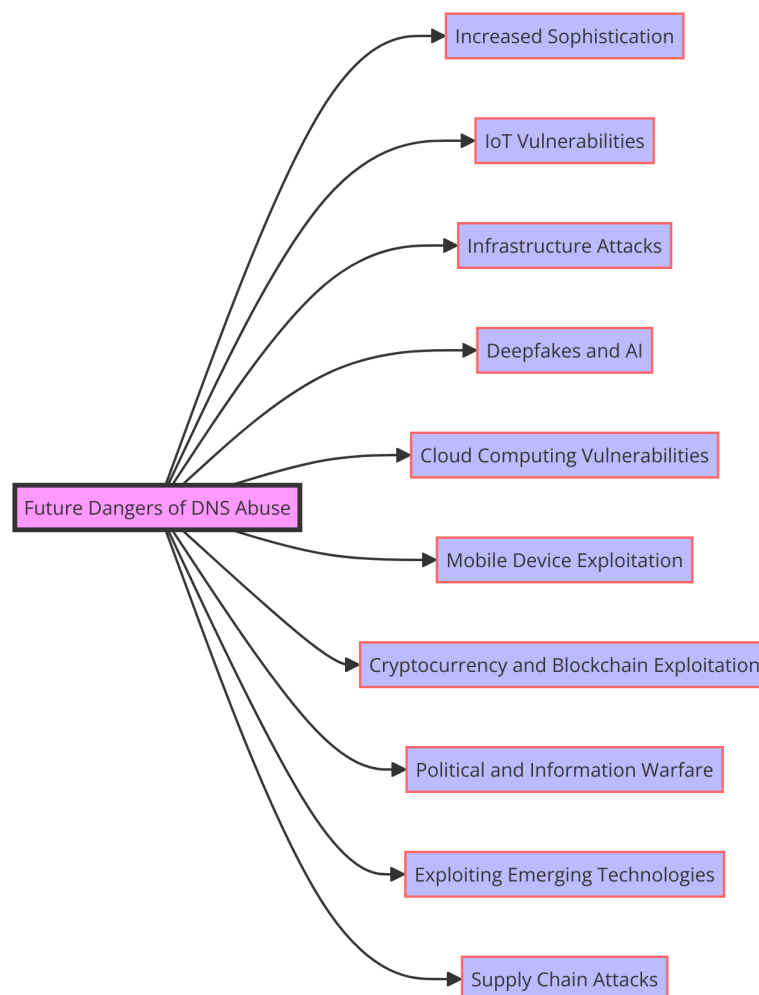 Increased Sophistication
IoT Vulnerabilities
Infrastructure Attacks
Deepfakes and AI
Cloud Computing Vulnerabilities
Future Dangers of DNS Abuse
Mobile Device Exploitation
Cryptocurrency and Blockchain Exploitation
Political and Information Warfare
Exploiting Emerging Technologies
Supply Chain Attacks